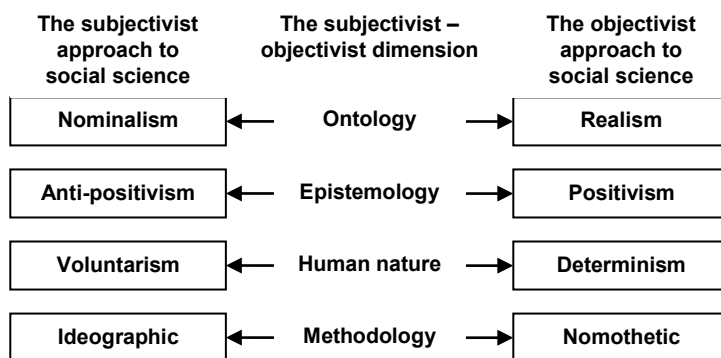 The subjectivist
approach to
social science
The subjectivist –
objectivist dimension
The objectivist
approach to
social science
Nominalism
Ontology
Realism
Anti-positivism
Epistemology
Positivism
Voluntarism
Human nature
Determinism
Ideographic
Methodology
Nomothetic